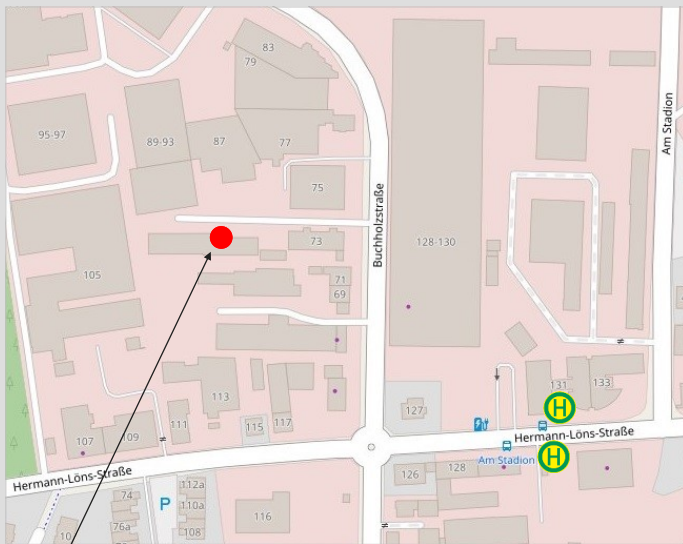 83
79
95-97
89-93
87
77
Am Stadion
75
Buchholzstraße
73
128-130
105
71
69
113
131
133
127
H
107
109
111
115
117
Hermann-Löns-Straße
Am Stadion
H
Hermann-Löns-Straße
126
128
74
112a
P
110a
76a
116
108
10